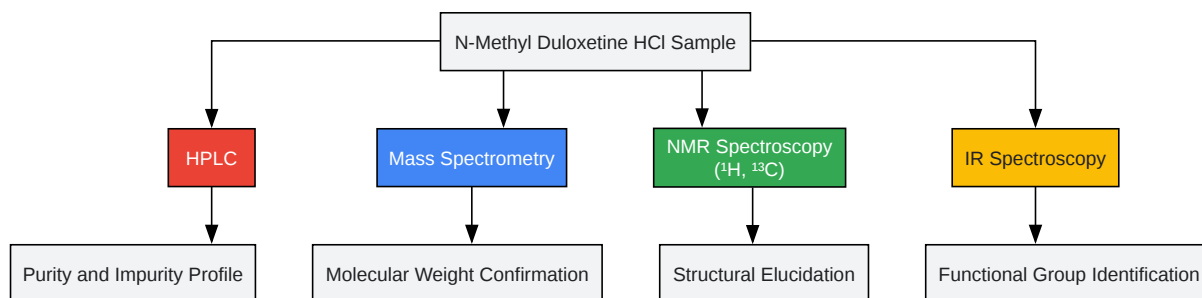 N-Methyl Duloxetine HCl Sample
HPLC
Mass Spectrometry
NMR Spectroscopy
(¹H, ¹³C)
IR Spectroscopy
Purity and Impurity Profile
Molecular Weight Confirmation
Structural Elucidation
Functional Group Identification